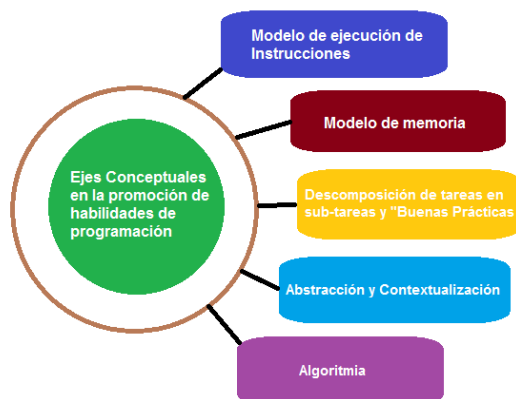 Modelo de ejecución de
Instrucciones
Modelo de memoria
Ejes Conceptuales
en la promoción de
habilidades de
programación
Descomposición de tareas en
sub-tareas y "Buenas Prácticas
Abstracción y Contextualización
Algoritmia